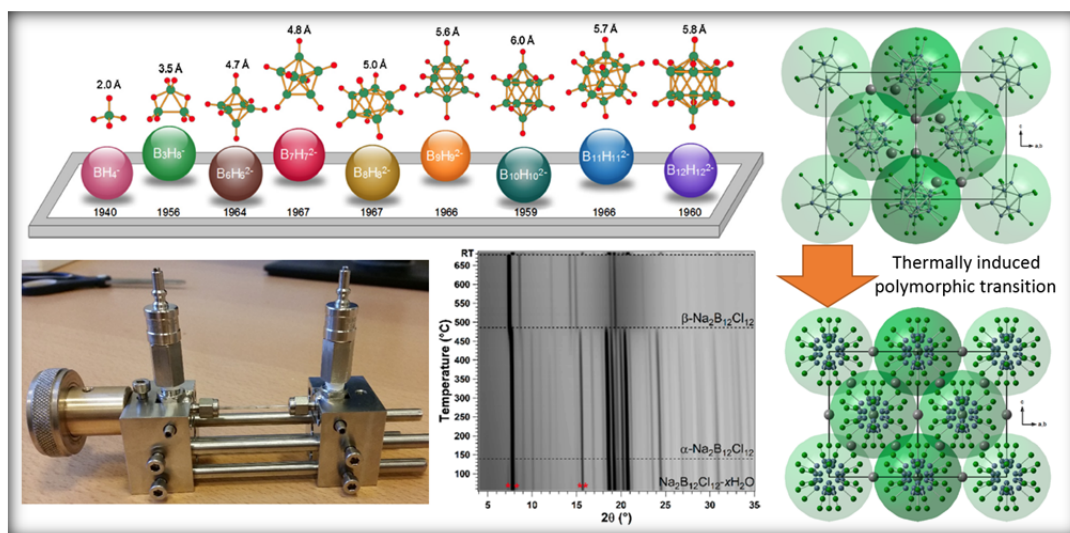 2.0 Å
3.5 Å
4.7 Å
4.8 Å
5.0 Å
5.6 Å
6.0 Å
5.7 Å
5.8 Å
BH₄⁻
B₃H₈⁻
B₆H₆²⁻
B₇H₇²⁻
B₈H₈²⁻
B₉H₉²⁻
B₁₀H₁₀²⁻
B₁₁H₁₁²⁻
B₁₂H₁₂²⁻
1940
1956
1964
1967
1967
1966
1959
1966
1960
c
a,b
Thermally induced
polymorphic transition
c
a,b
RT
650
600
550
500
450
400
350
300
250
200
150
100
Temperature (°C)
β-Na₂B₁₂Cl₁₂
α-Na₂B₁₂Cl₁₂
Na₂B₁₂Cl₁₂-xH₂O
5
10
15
20
25
30
35
2θ (°)